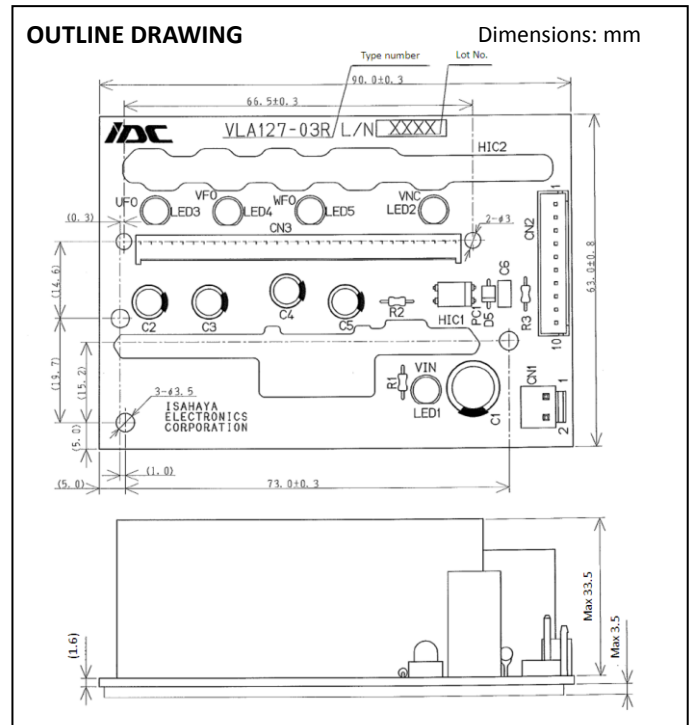 OUTLINE DRAWING
Dimensions: mm
Type number
Lot No.
90.0±0.3
66.5±0.3
IDC
VLA127-03R
L/N XXXX
HIC2
UFO
LED3
VFO
LED4
WFO
LED5
VNC
LED2
CN3
2-φ3
CN2
1
10
63.0±0.8
(0.3)
(14.6)
(19.7)
(15.2)
(5.0)
C2
C3
C4
C5
R2
HIC1
PC1
D5
C6
R3
R1
VIN
LED1
C1
CN1
1
2
3-φ3.5
ISAHAYA
ELECTRONICS
CORPORATION
(1.0)
(5.0)
73.0±0.3
(1.6)
Max 33.5
Max 3.5